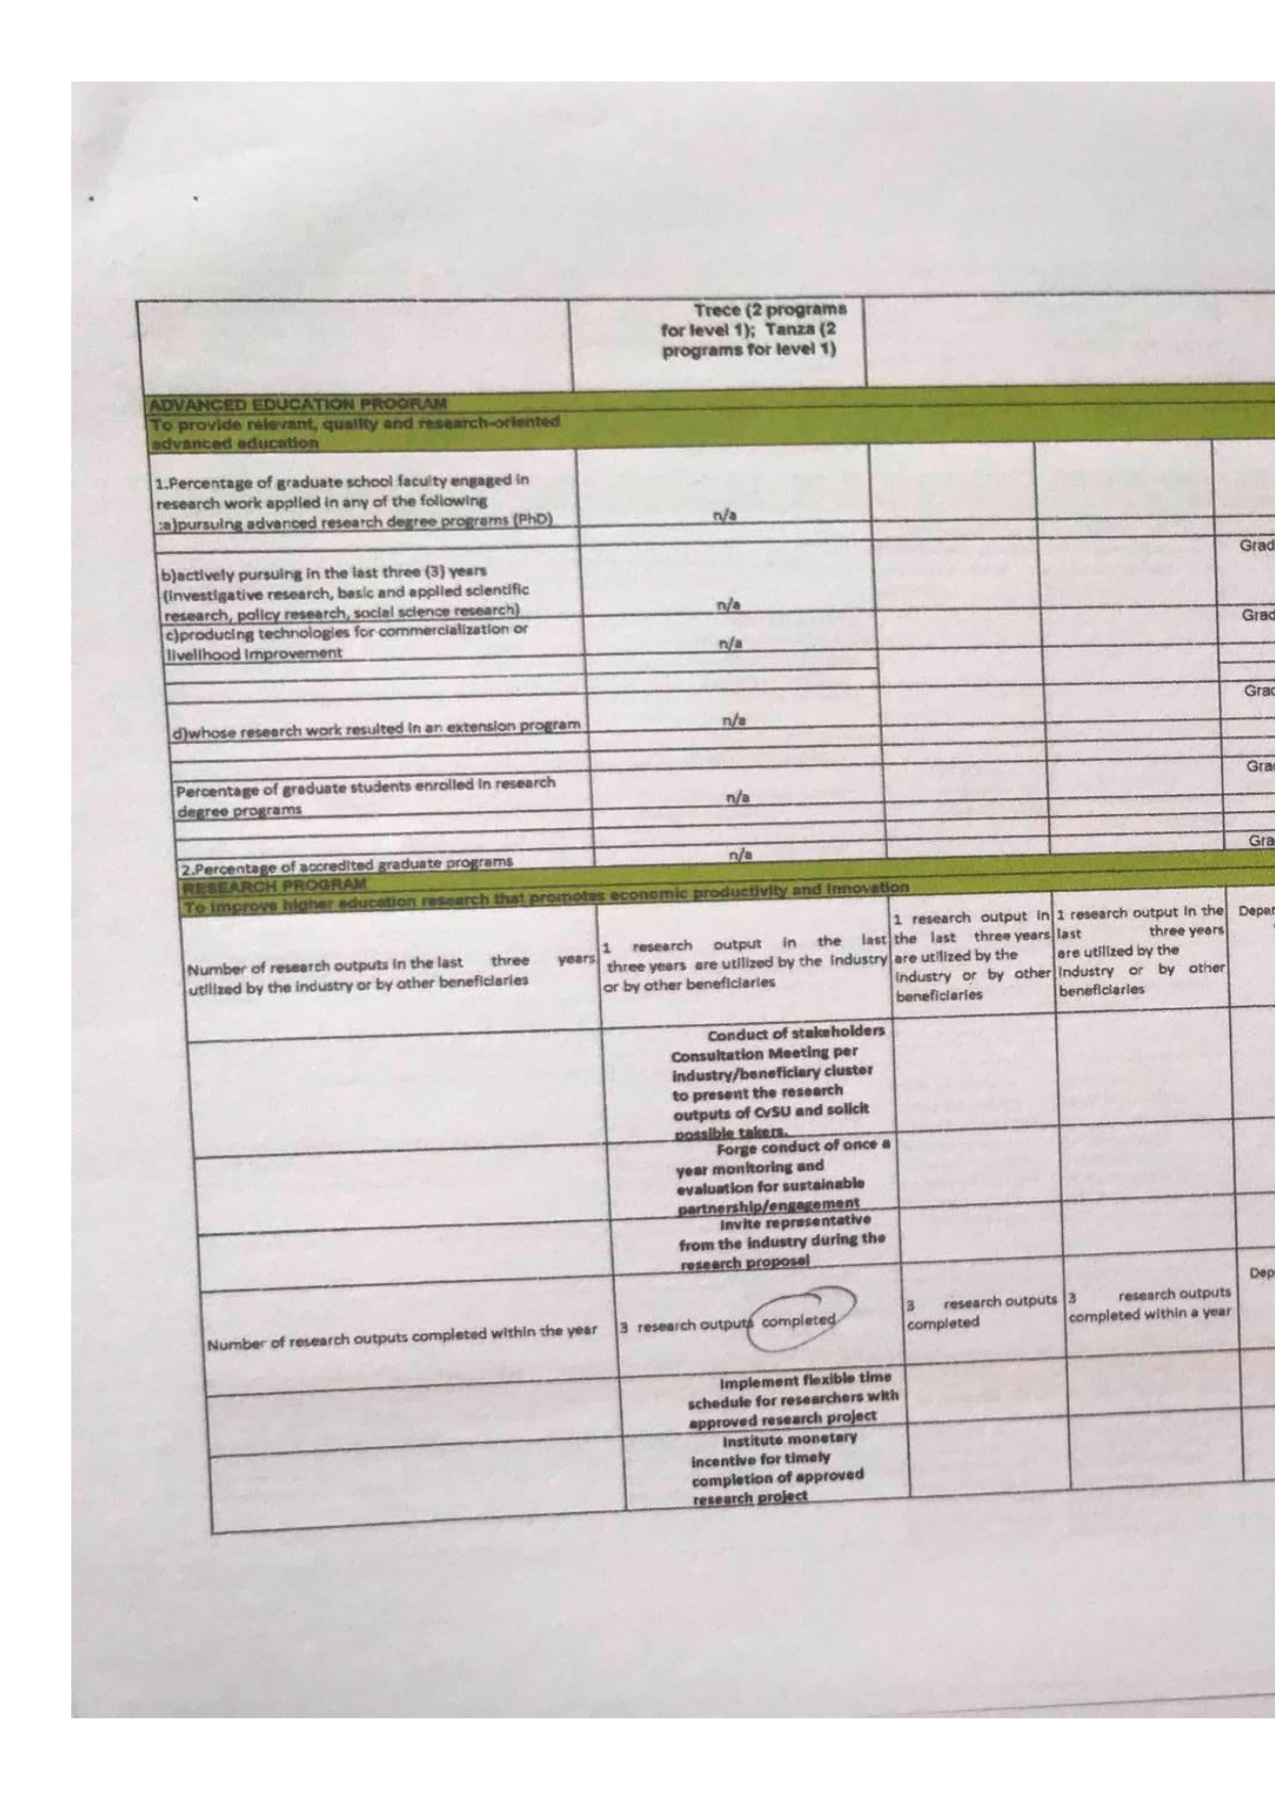 Trece (2 programs
for level 1); Tanza (2
programs for level 1)
ADVANCED EDUCATION PROGRAM
To provide relevant, quality and research-oriented
advanced education
1.Percentage of graduate school faculty engaged in
research work applied in any of the following
:a)pursuing advanced research degree programs (PhD)
n/a
b)actively pursuing in the last three (3) years
(investigative research, basic and applied scientific
research, policy research, social science research)
n/a
Grad
c)producing technologies for commercialization or
livelihood improvement
n/a
Grad
d)whose research work resulted in an extension program
n/a
Grad
Percentage of graduate students enrolled in research
degree programs
n/a
Grad
2.Percentage of accredited graduate programs
n/a
Gra
RESEARCH PROGRAM
To improve higher education research that promotes economic productivity and innovation
Number of research outputs in the last three years
utilized by the industry or by other beneficiaries
1 research output in the last
three years are utilized by the industry
or by other beneficiaries
1 research output in
the last three years
are utilized by the
industry or by other
beneficiaries
1 research output in the
last three years
are utilized by the
industry or by other
beneficiaries
Depar
Conduct of stakeholders
Consultation Meeting per
industry/beneficiary cluster
to present the research
outputs of CvSU and solicit
possible takers.
Forge conduct of once a
year monitoring and
evaluation for sustainable
partnership/engagement
Invite representative
from the industry during the
research proposal
Number of research outputs completed within the year
3 research outputs completed
3 research outputs
completed
3 research outputs
completed within a year
Dep
Implement flexible time
schedule for researchers with
approved research project
Institute monetary
incentive for timely
completion of approved
research project